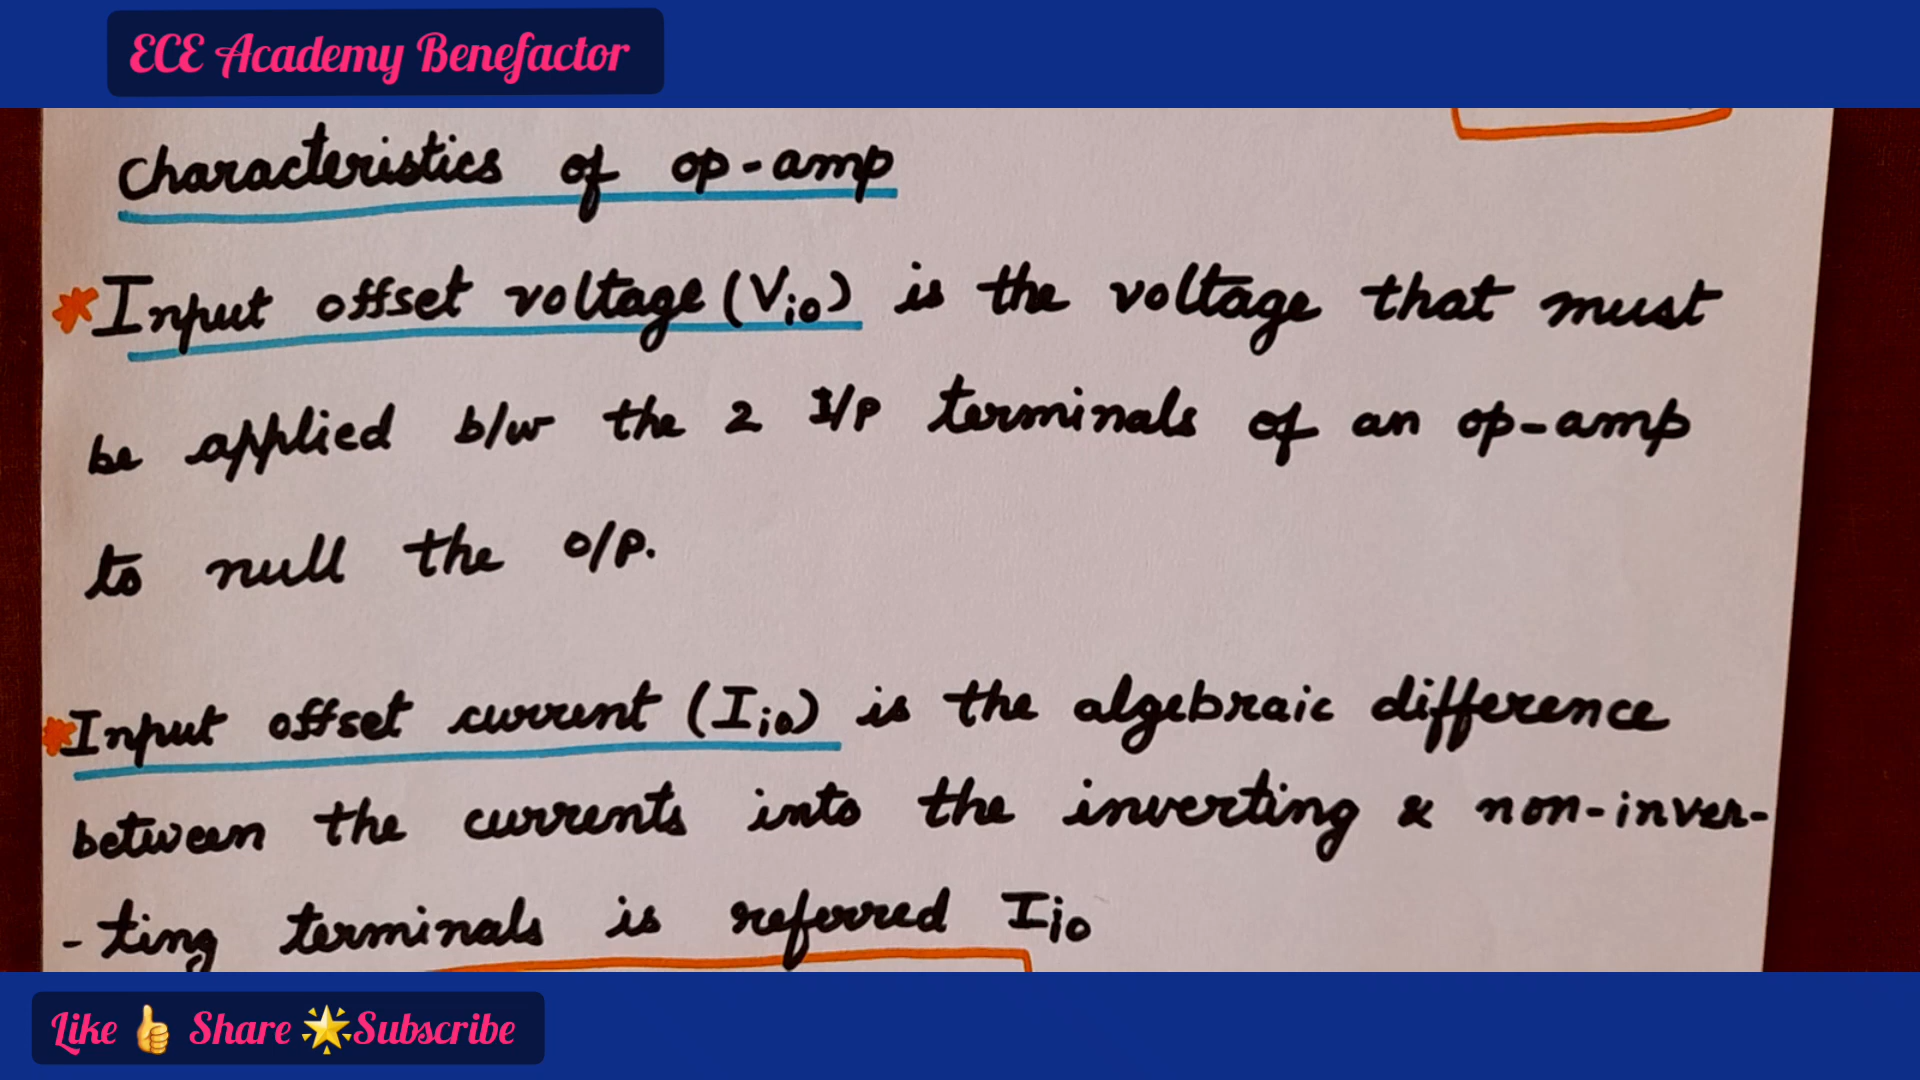 ECE Academy Benefactor
Characteristics of op-amp
*Input offset voltage (Vio) is the voltage that must
be applied b/w the 2 I/P terminals of an op-amp
to null the o/p.
*Input offset current (Iio) is the algebraic difference
between the currents into the inverting & non-inver-
-ting terminals is referred Iio
Like 👍 Share 🌟Subscribe